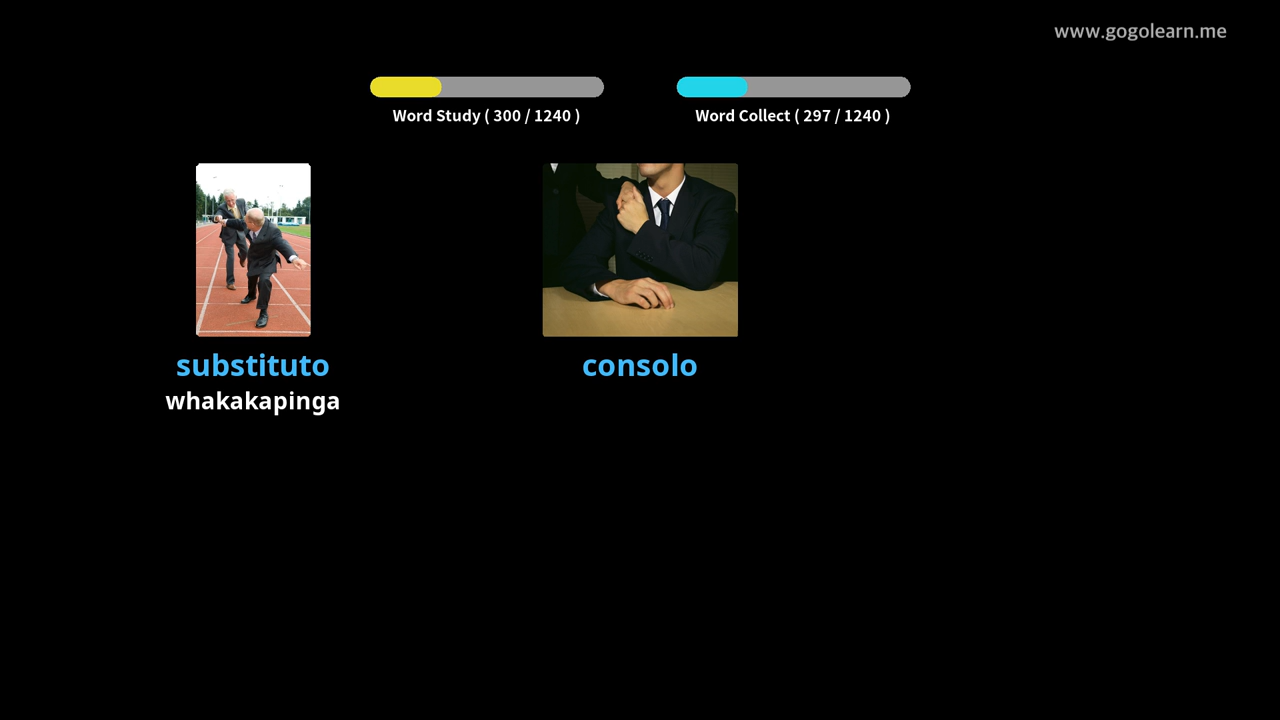 www.gogolearn.me
Word Study ( 300 / 1240 )
Word Collect ( 297 / 1240 )
substituto
whakakapinga
consolo